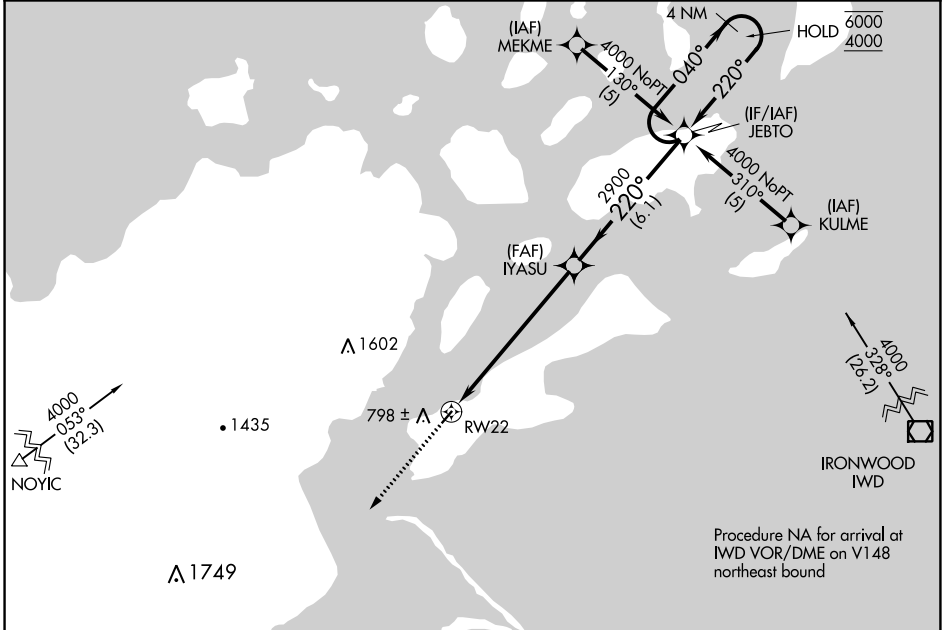 4 NM
HOLD
6000
4000
(IAF)
MEKME
4000 NoPT
130°
(5)
040°
220°
(IF/IAF)
JEBTO
4000 NoPT
310°
(5)
(IAF)
KULME
2900
220°
(6.1)
(FAF)
IYASU
1602
798 ±
RW22
1435
4000
053°
(32.3)
NOYIC
4000
328°
(26.2)
IRONWOOD
IWD
1749
Procedure NA for arrival at
IWD VOR/DME on V148
northeast bound